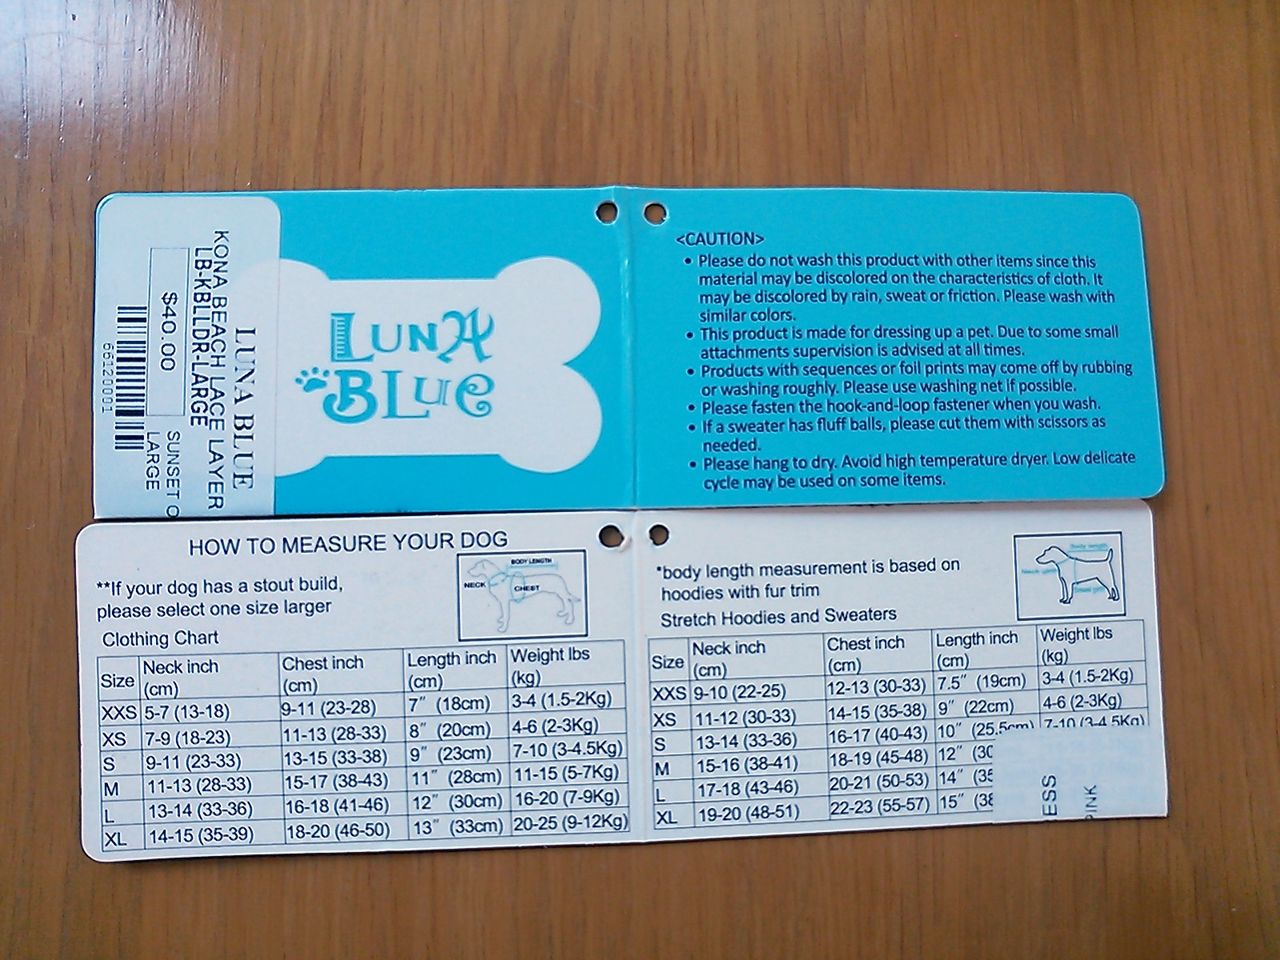 LUNA BLUE
KONA BEACH LACE LAYER
LB-KBLLDR-LARGE
$40.00
SUNSET O
LARGE
66120001
LUNA
BLUE
<CAUTION>
• Please do not wash this product with other items since this
material may be discolored on the characteristics of cloth. It
may be discolored by rain, sweat or friction. Please wash with
similar colors.
• This product is made for dressing up a pet. Due to some small
attachments supervision is advised at all times.
• Products with sequences or foil prints may come off by rubbing
or washing roughly. Please use washing net if possible.
• Please fasten the hook-and-loop fastener when you wash.
• If a sweater has fluff balls, please cut them with scissors as
needed.
• Please hang to dry. Avoid high temperature dryer. Low delicate
cycle may be used on some items.
HOW TO MEASURE YOUR DOG
**If your dog has a stout build,
please select one size larger
BODY LENGTH
NECK
CHEST
Clothing Chart
Size Neck inch (cm) Chest inch (cm) Length inch (cm) Weight lbs (kg)
XXS 5-7 (13-18) 9-11 (23-28) 7" (18cm) 3-4 (1.5-2Kg)
XS 7-9 (18-23) 11-13 (28-33) 8" (20cm) 4-6 (2-3Kg)
S 9-11 (23-33) 13-15 (33-38) 9" (23cm) 7-10 (3-4.5Kg)
M 11-13 (28-33) 15-17 (38-43) 11" (28cm) 11-15 (5-7Kg)
L 13-14 (33-36) 16-18 (41-46) 12" (30cm) 16-20 (7-9Kg)
XL 14-15 (35-39) 18-20 (46-50) 13" (33cm) 20-25 (9-12Kg)
*body length measurement is based on
hoodies with fur trim
Body length
Stretch Hoodies and Sweaters
Size Neck inch (cm) Chest inch (cm) Length inch (cm) Weight lbs (kg)
XXS 9-10 (22-25) 12-13 (30-33) 7.5" (19cm) 3-4 (1.5-2Kg)
XS 11-12 (30-33) 14-15 (35-38) 9" (22cm) 4-6 (2-3Kg)
S 13-14 (33-36) 16-17 (40-43) 10" (25.5cm) 7-10 (3-4.5Kg)
M 15-16 (38-41) 18-19 (45-48) 12" (30
L 17-18 (43-46) 20-21 (50-53) 14" (35
XL 19-20 (48-51) 22-23 (55-57) 15" (38
ESS
PINK